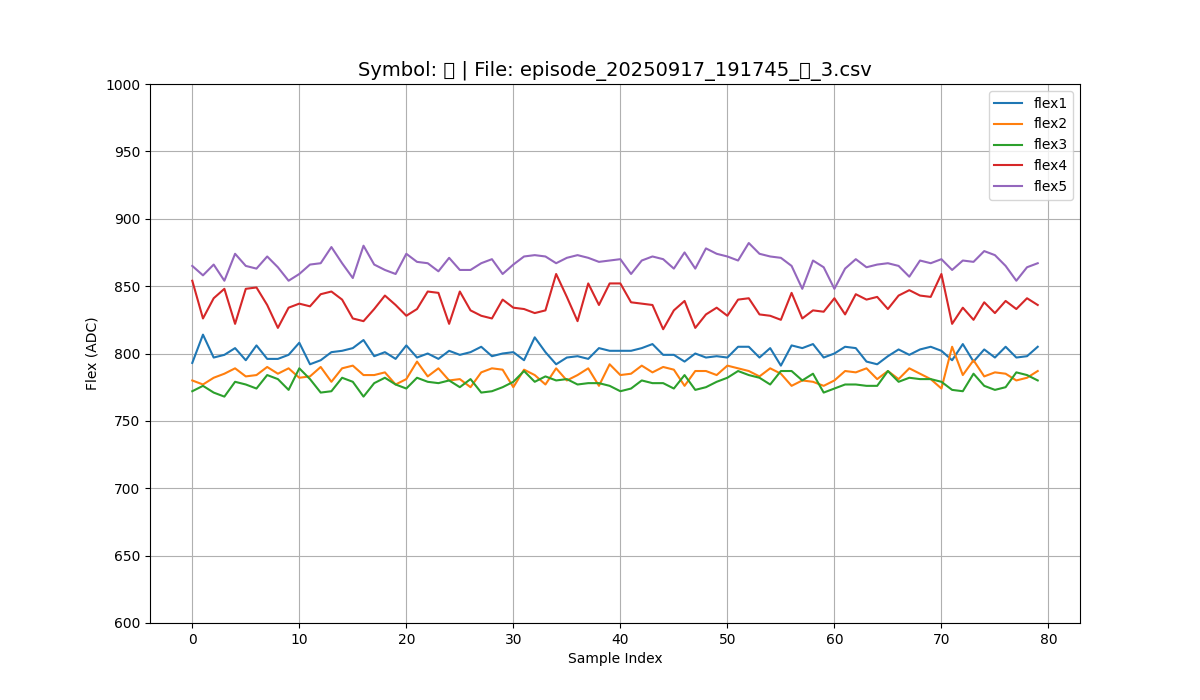 Symbol: | File: episode_20250917_191745_ _3.csv
1000
950
900
850
800
750
700
650
600
Flex (ADC)
0 10 20 30 40 50 60 70 80
Sample Index
flex1
flex2
flex3
flex4
flex5